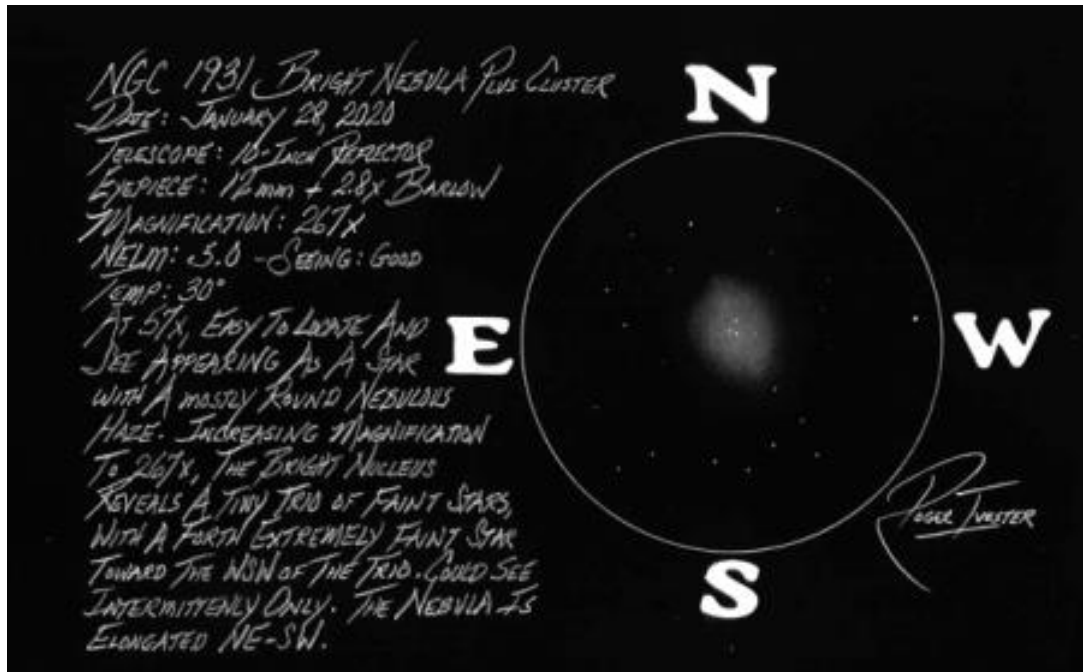 NGC 1931 BRIGHT NEBULA PLUS CLUSTER
DATE: JANUARY 28, 2020
TELESCOPE: 10-INCH REFLECTOR
EYEPIECE: 12mm + 2.8X BARLOW
MAGNIFICATION: 267X
NELM: 5.0 - SEEING: GOOD
TEMP: 30°
AT 57X, EASY TO LOCATE AND
SEE APPEARING AS A STAR
WITH A MOSTLY ROUND NEBULOUS
HAZE. INCREASING MAGNIFICATION
TO 267X, THE BRIGHT NUCLEUS
REVEALS A TINY TRIO OF FAINT STARS,
WITH A FORTH EXTREMELY FAINT STAR
TOWARD THE WSW OF THE TRIO. COULD SEE
INTERMITTENLY ONLY. THE NEBULA IS
ELONGATED NE-SW.
N
E
W
S
ROGER IVESTER